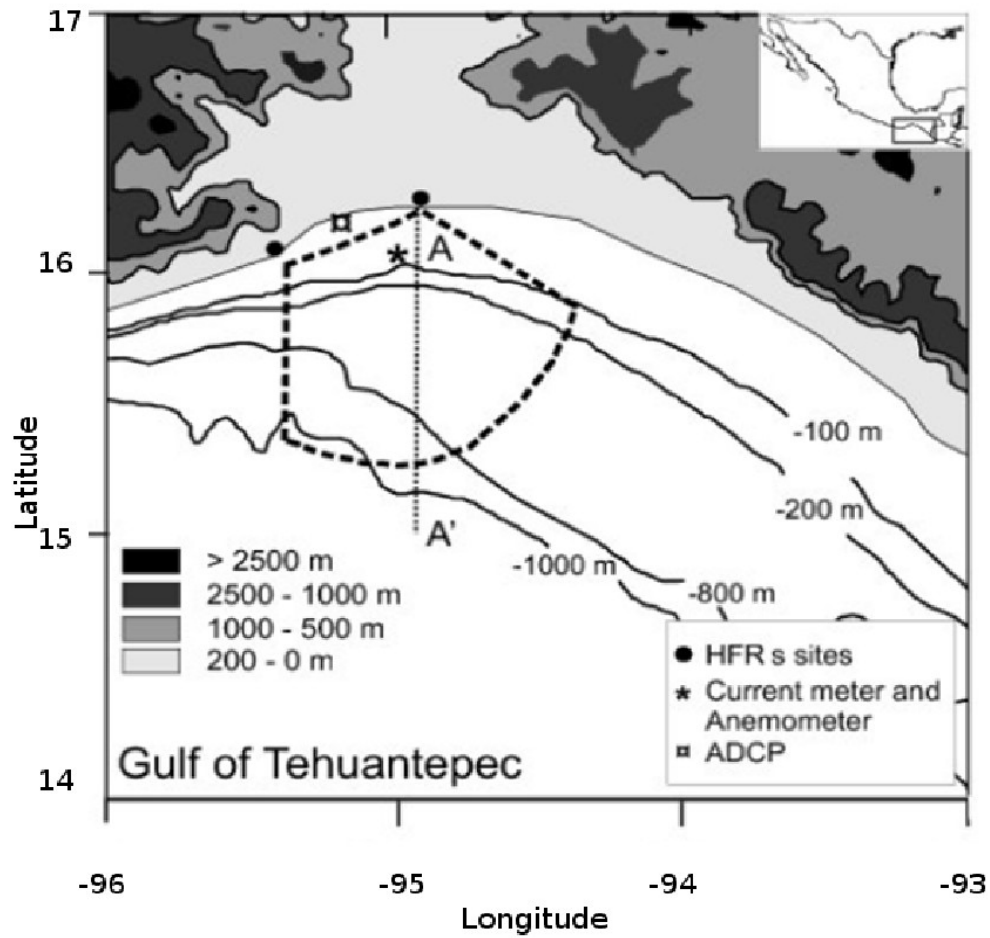 17
16
A
Latitude
-100 m
-200 m
15
A'
-1000 m
-800 m
> 2500 m
2500 - 1000 m
1000 - 500 m
200 - 0 m
HFR s sites
Current meter and
Anemometer
ADCP
Gulf of Tehuantepec
14
-96
-95
-94
-93
Longitude